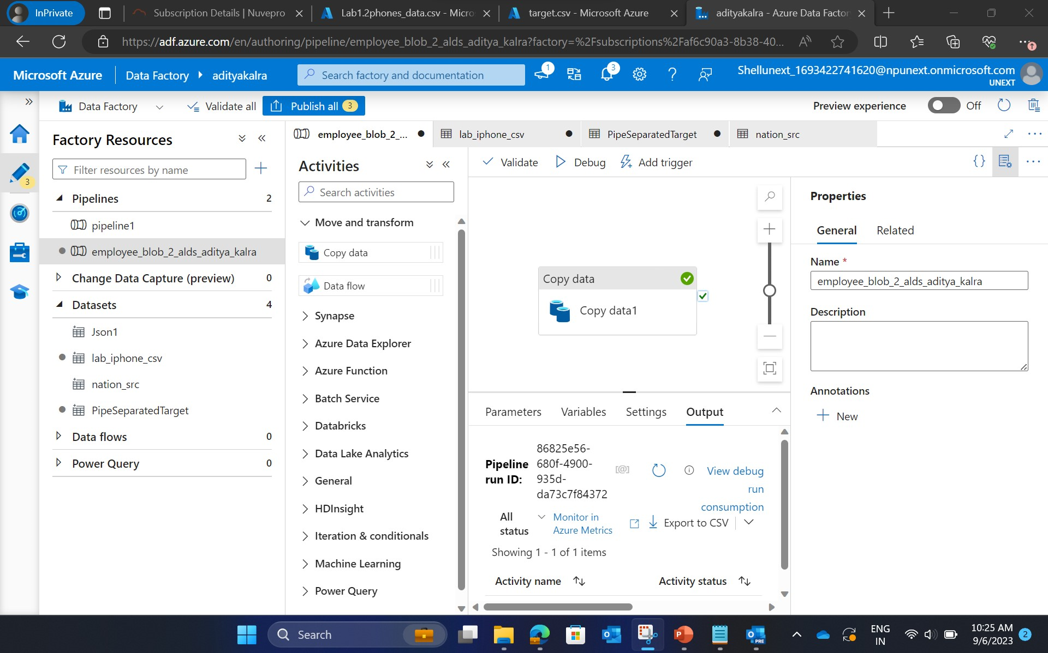 InPrivate
Subscription Details | Nuvepro
Lab1.2phones_data.csv - Micro
target.csv - Microsoft Azure
adityakalra - Azure Data Factor
https://adf.azure.com/en/authoring/pipeline/employee_blob_2_alds_aditya_kalra?factory=%2Fsubscriptions%2Faf6c90a3-8b38-40...
Microsoft Azure
Data Factory
adityakalra
Search factory and documentation
1
3
Shellunext_1693422741620@npunext.onmicrosoft.com
UNEXT
Data Factory
Validate all
Publish all 3
Preview experience
Off
Factory Resources
Filter resources by name
Pipelines 2
pipeline1
employee_blob_2_alds_aditya_kalra
Change Data Capture (preview) 0
Datasets 4
Json1
lab_iphone_csv
nation_src
PipeSeparatedTarget
Data flows 0
Power Query 0
3
employee_blob_2_...
lab_iphone_csv
PipeSeparatedTarget
nation_src
Activities
Search activities
Move and transform
Copy data
Data flow
Synapse
Azure Data Explorer
Azure Function
Batch Service
Databricks
Data Lake Analytics
General
HDInsight
Iteration & conditionals
Machine Learning
Power Query
Validate
Debug
Add trigger
Copy data
Copy data1
Parameters
Variables
Settings
Output
Pipeline
run ID:
86825e56-
680f-4900-
935d-
da73c7f84372
View debug
run
consumption
All
status
Monitor in
Azure Metrics
Export to CSV
Showing 1 - 1 of 1 items
Activity name
Activity status
Properties
General
Related
Name *
employee_blob_2_alds_aditya_kalra
Description
Annotations
New
Search
ENG
IN
10:25 AM
9/6/2023
2